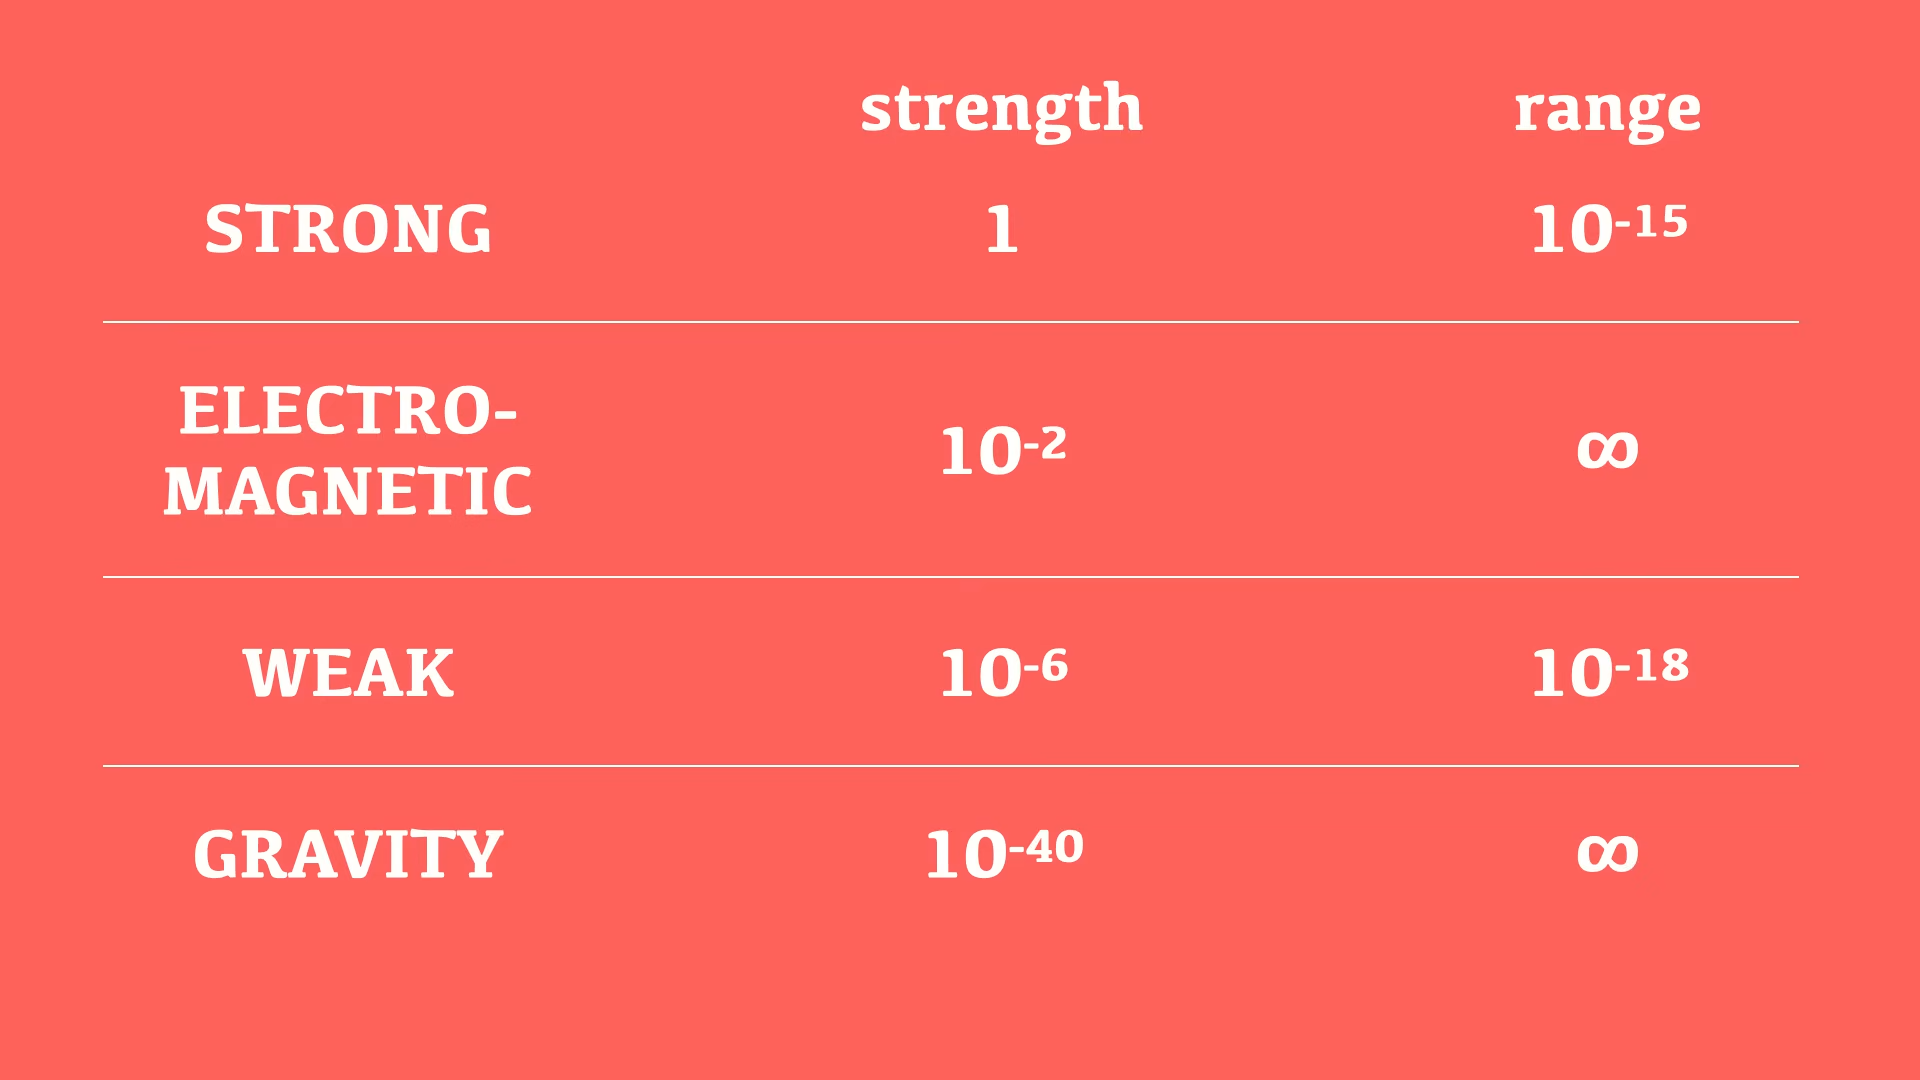 strength range
STRONG 1 10⁻¹⁵
ELECTRO-
MAGNETIC 10⁻² ∞
WEAK 10⁻⁶ 10⁻¹⁸
GRAVITY 10⁻⁴⁰ ∞